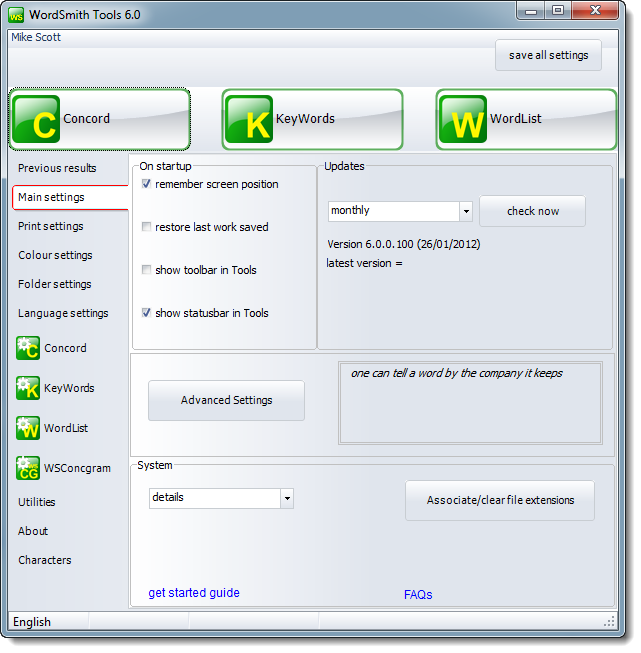 WS WordSmith Tools 6.0
Mike Scott
save all settings
C Concord
K KeyWords
W WordList
Previous results
Main settings
Print settings
Colour settings
Folder settings
Language settings
C Concord
K KeyWords
W WordList
WS CG WSConcgram
Utilities
About
Characters
On startup
remember screen position
restore last work saved
show toolbar in Tools
show statusbar in Tools
Updates
monthly
check now
Version 6.0.0.100 (26/01/2012)
latest version =
Advanced Settings
one can tell a word by the company it keeps
System
details
Associate/clear file extensions
get started guide
FAQs
English